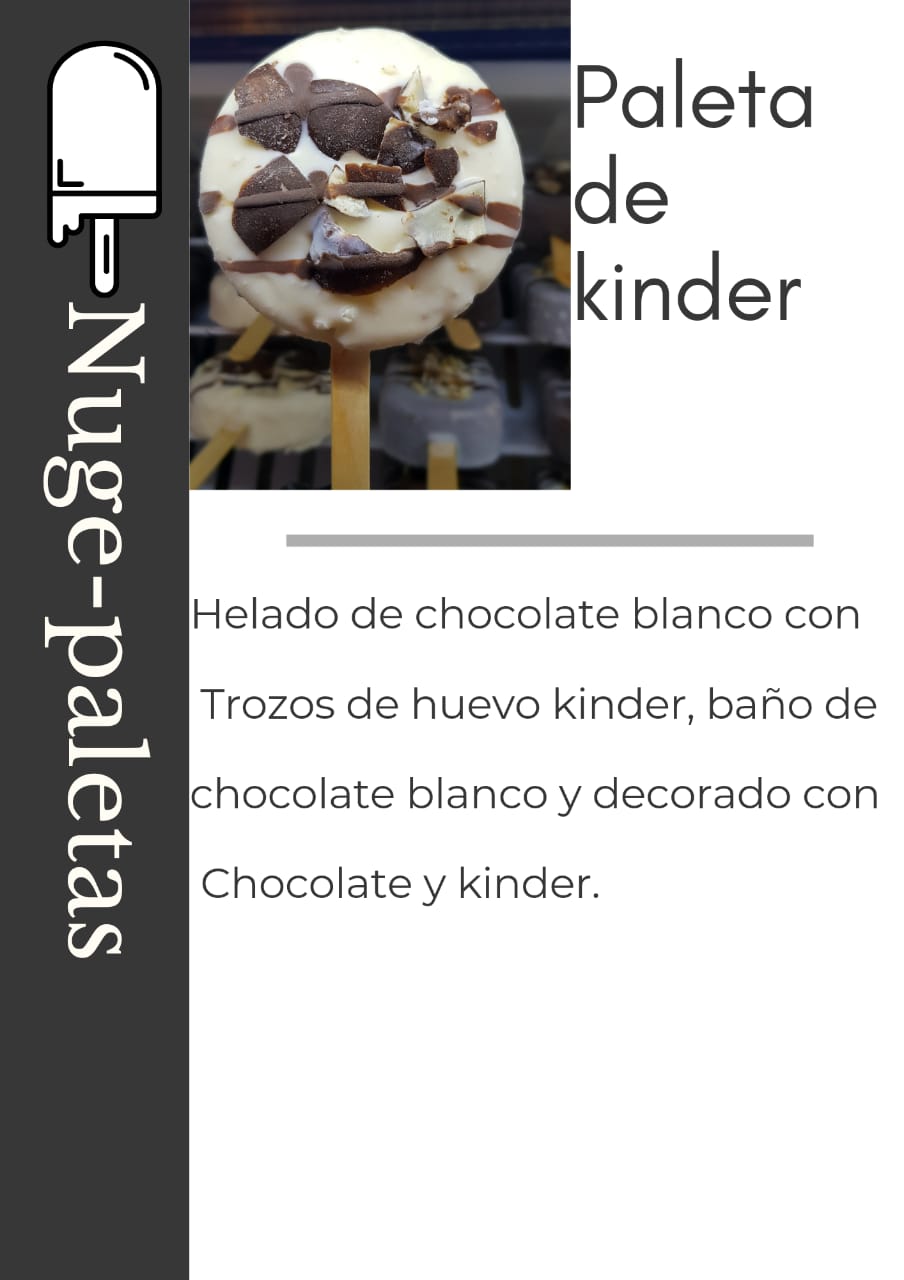 Nuge-paletas
Paleta
de
kinder
Helado de chocolate blanco con
Trozos de huevo kinder, baño de
chocolate blanco y decorado con
Chocolate y kinder.